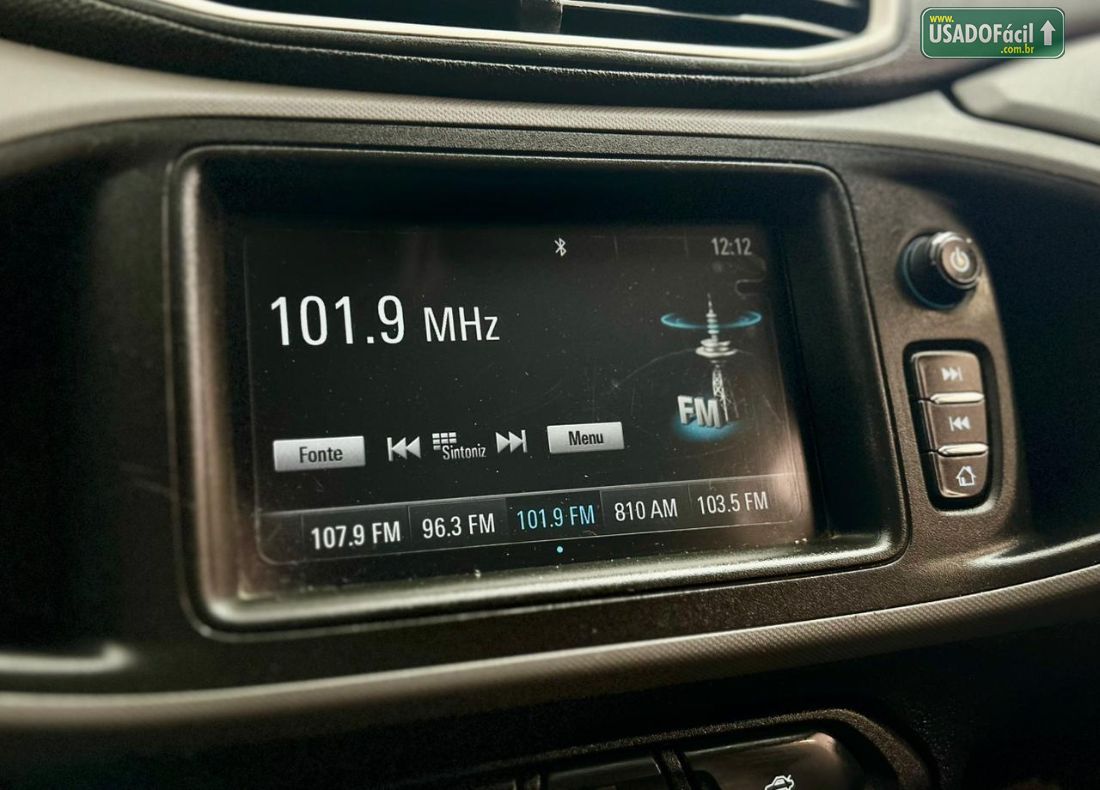 www.
USADOFácil
.com.br
12:12
101.9 MHz
FM
Fonte
Sintoniz
Menu
107.9 FM
96.3 FM
101.9 FM
810 AM
103.5 FM